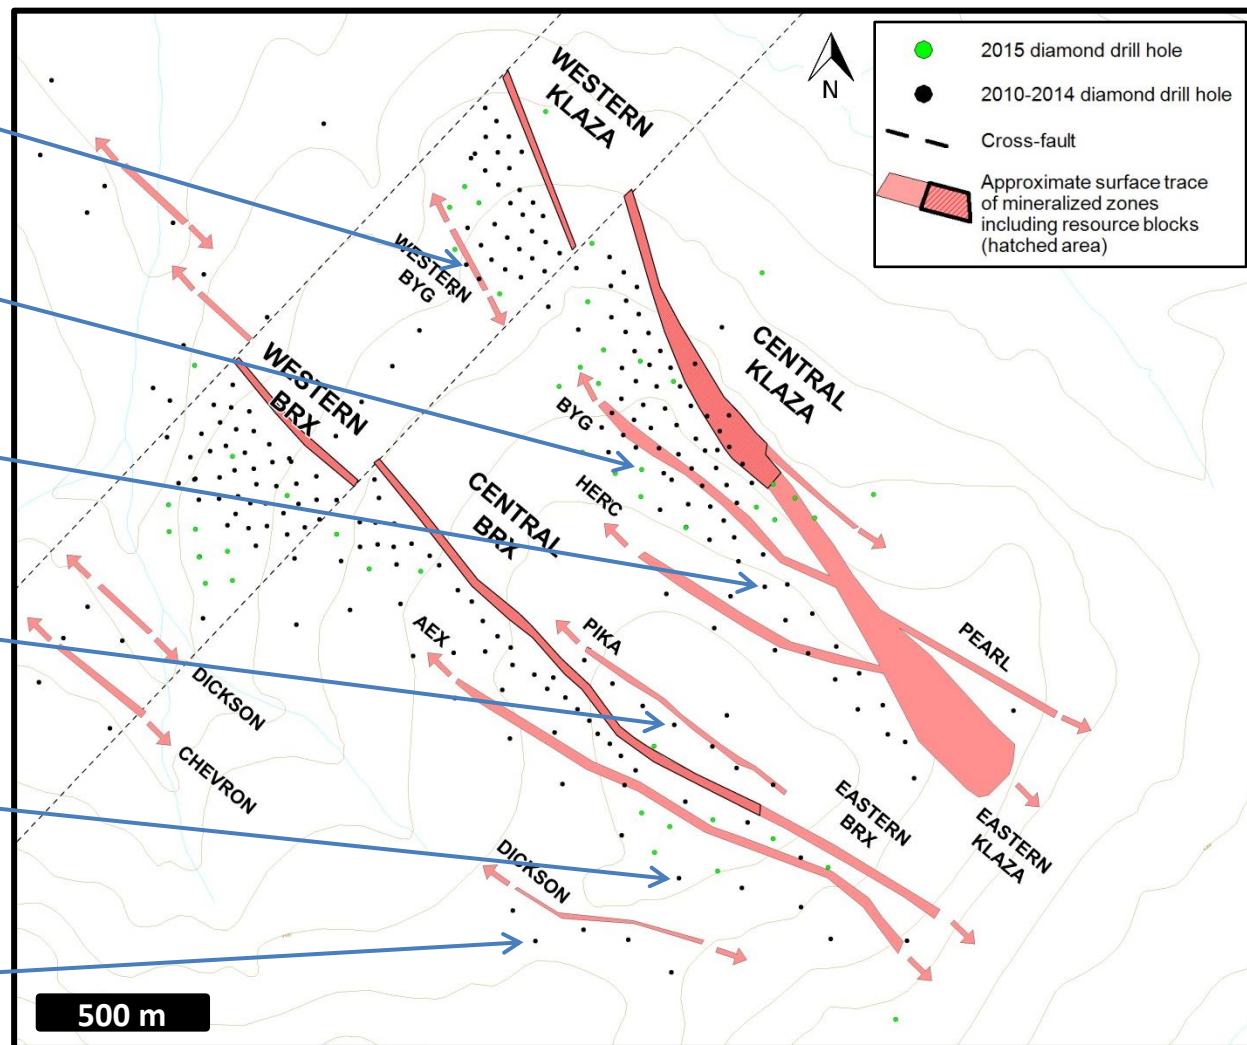 2015 diamond drill hole
2010-2014 diamond drill hole
Cross-fault
Approximate surface trace
of mineralized zones
including resource blocks
(hatched area)
N
WESTERN
KLAZA
WESTERN
BYG
CENTRAL
KLAZA
WESTERN
BRX
BYG
HERC
CENTRAL
BRX
AEX
PIKA
PEARL
DICKSON
CHEVRON
EASTERN
BRX
EASTERN
KLAZA
DICKSON
500 m